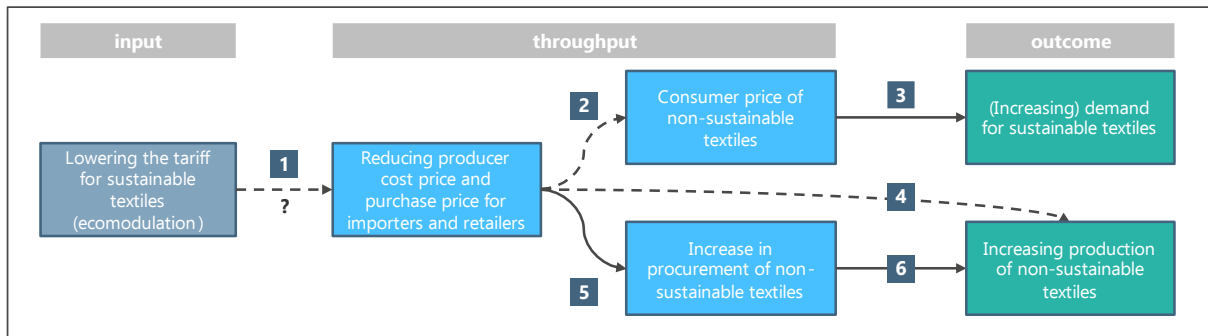 input
throughput
outcome
Lowering the tariff
for sustainable
textiles
(ecomodulation)
1
?
Reducing producer
cost price and
purchase price for
importers and retailers
2
Consumer price of
non-sustainable
textiles
3
(Increasing) demand
for sustainable textiles
4
5
Increase in
procurement of non-
sustainable textiles
6
Increasing production
of non-sustainable
textiles